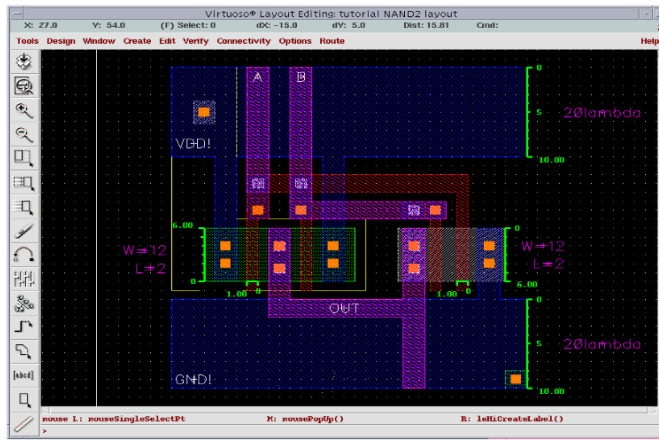 Virtuoso® Layout Editing: tutorial NAND2 layout
X: 27.0 Y: 54.0 (F) Select: 0 dX: -15.0 dY: 5.0 Dist: 15.81 Cmd:
Tools Design Window Create Edit Verify Connectivity Options Route Help
A B 0
5 20lambda
VDD!
10.00
6.00 0
W=12 W=12
L=2 L=2
0 6.00
1.00 0 1.00 0 0
OUT
5 20lambda
GND!
10.00
[abcd]
mouse L: mouseSingleSelectPt M: mousePopUp() R: leHiCreateLabel()
>